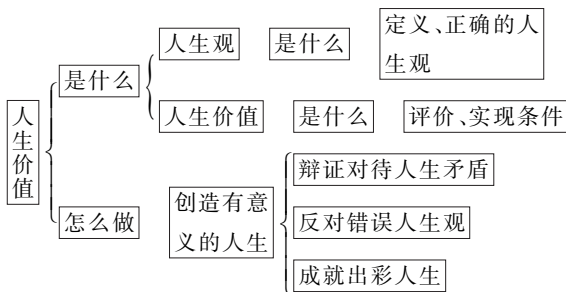 人生价值
是什么
人生观
是什么
定义、正确的人
生观
人生价值
是什么
评价、实现条件
怎么做
创造有意
义的人生
辩证对待人生矛盾
反对错误人生观
成就出彩人生